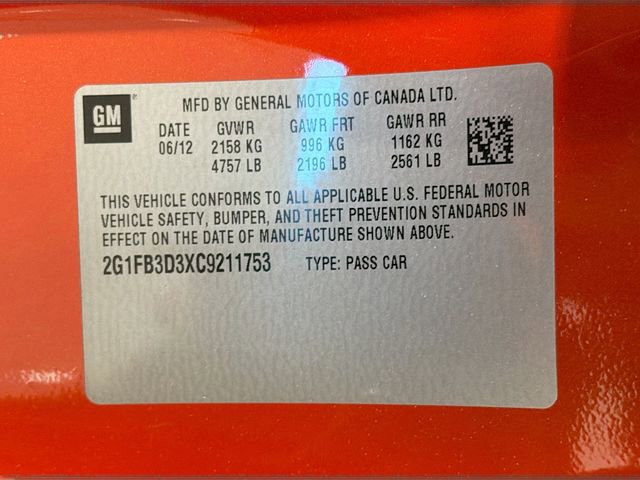 GM
MFD BY GENERAL MOTORS OF CANADA LTD.
DATE GVWR GAWR FRT GAWR RR
06/12 2158 KG 996 KG 1162 KG
4757 LB 2196 LB 2561 LB
THIS VEHICLE CONFORMS TO ALL APPLICABLE U.S. FEDERAL MOTOR
VEHICLE SAFETY, BUMPER, AND THEFT PREVENTION STANDARDS IN
EFFECT ON THE DATE OF MANUFACTURE SHOWN ABOVE.
2G1FB3D3XC9211753 TYPE: PASS CAR